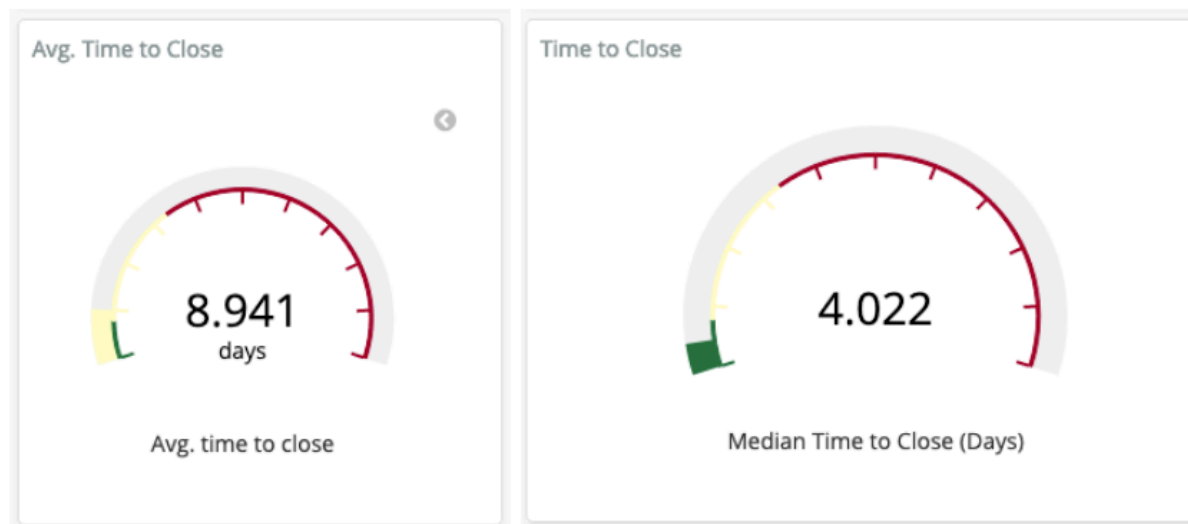 Avg. Time to Close
8.941
days
Avg. time to close
Time to Close
4.022
Median Time to Close (Days)